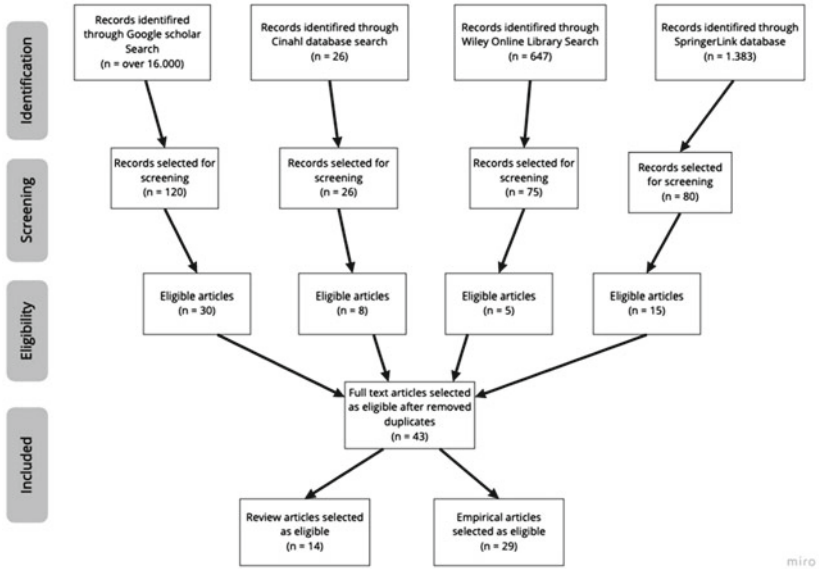 Identification
Records identifired
through Google scholar
Search
(n = over 16.000)
Records identifired through
Cinahl database search
(n = 26)
Records identifired through
Wiley Online Library Search
(n = 647)
Records identifired through
SpringerLink database
(n = 1.383)
Screening
Records selected for
screening
(n = 120)
Records selected for
screening
(n = 26)
Records selected for
screening
(n = 75)
Records selected
for screening
(n = 80)
Eligibility
Eligible articles
(n = 30)
Eligible articles
(n = 8)
Eligible articles
(n = 5)
Eligible articles
(n = 15)
Included
Full text articles selected
as eligible after removed
duplicates
(n = 43)
Review articles selected
as eligible
(n = 14)
Empirical articles
selected as eligible
(n = 29)
miro